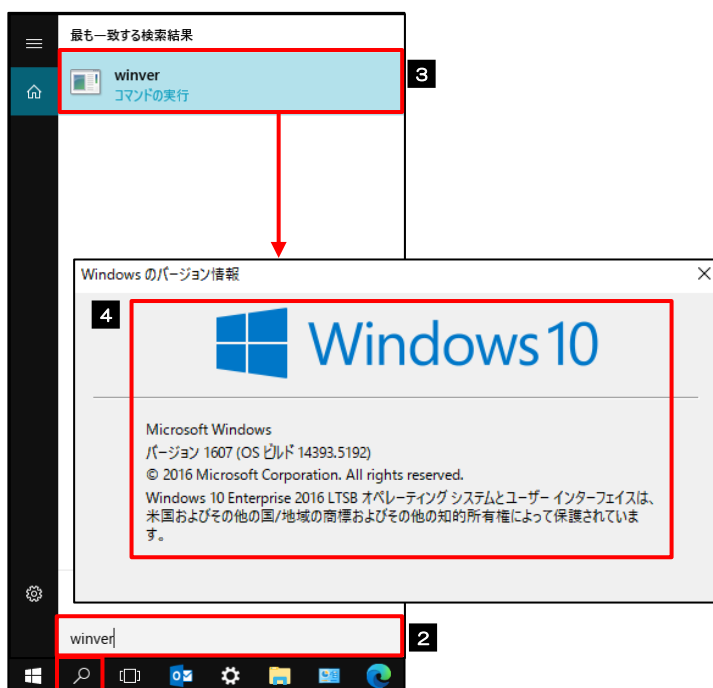 最も一致する検索結果
winver
コマンドの実行
3
Windows のバージョン情報
4
Windows 10
Microsoft Windows
バージョン 1607 (OS ビルド 14393.5192)
© 2016 Microsoft Corporation. All rights reserved.
Windows 10 Enterprise 2016 LTSB オペレーティング システムとユーザー インターフェイスは、
米国およびその他の国/地域の商標およびその他の知的所有権によって保護されていま
す。
winver
2